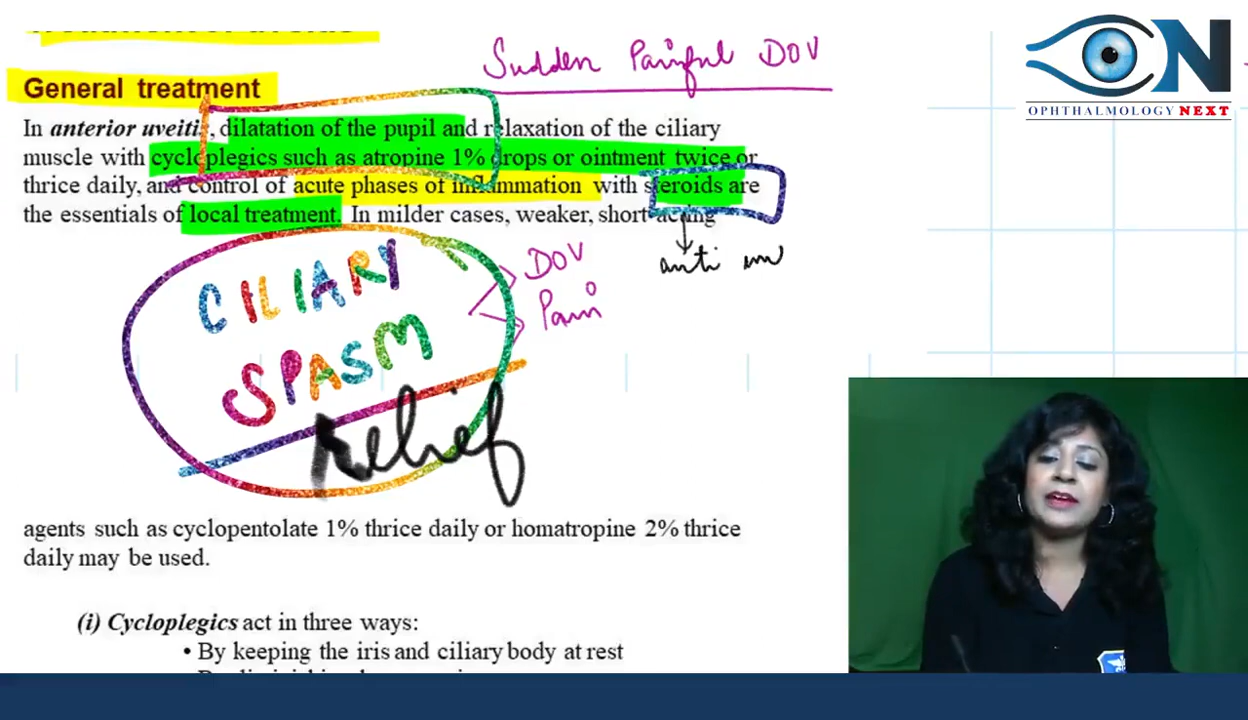 Sudden Painful DOV
ON
OPHTHALMOLOGY NEXT
General treatment
In anterior uveitis, dilatation of the pupil and relaxation of the ciliary
muscle with cycloplegics such as atropine 1% drops or ointment twice or
thrice daily, and control of acute phases of inflammation with steroids are
the essentials of local treatment. In milder cases, weaker, short-acting
anti
DOV
Pain
CILIARY
SPASM
relief
agents such as cyclopentolate 1% thrice daily or homatropine 2% thrice
daily may be used.
(i) Cycloplegics act in three ways:
• By keeping the iris and ciliary body at rest